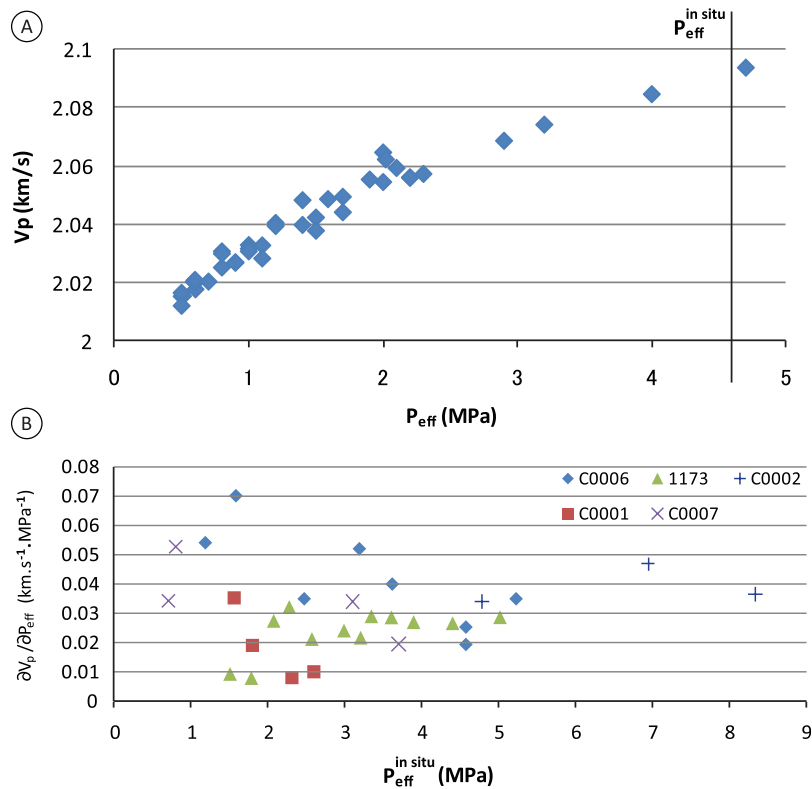 A
P_eff^in situ
2.1
2.08
2.06
2.04
2.02
2
Vp (km/s)
0 1 2 3 4 5
P_eff (MPa)
B
0.08
0.07
0.06
0.05
0.04
0.03
0.02
0.01
0
∂V_p/∂P_eff (km.s⁻¹.MPa⁻¹)
C0006 1173 C0002
C0001 C0007
0 1 2 3 4 5 6 7 8 9
P_eff^in situ (MPa)